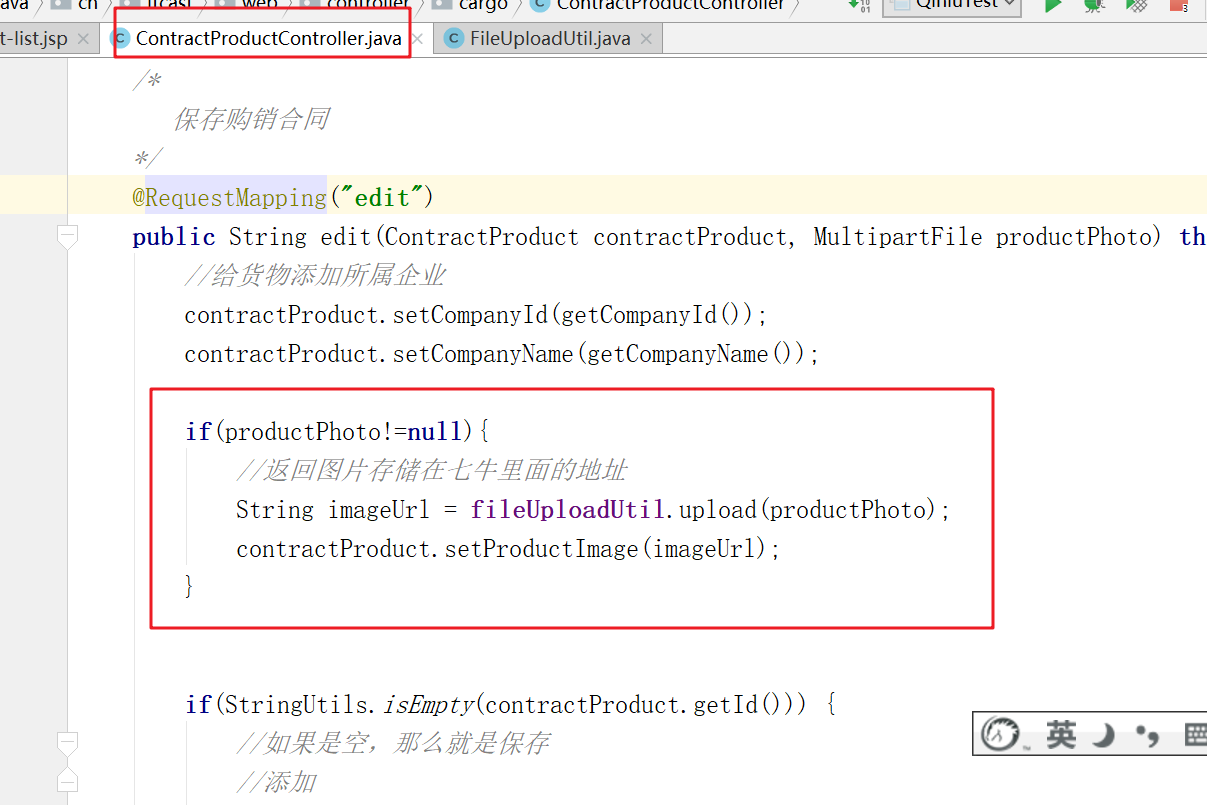 cn itcast web controller cargo ContractProductController QiniuTest
t-list.jsp ContractProductController.java FileUploadUtil.java
/*
保存购销合同
*/
@RequestMapping("edit")
public String edit(ContractProduct contractProduct, MultipartFile productPhoto) th
//给货物添加所属企业
contractProduct.setCompanyId(getCompanyId());
contractProduct.setCompanyName(getCompanyName());
if(productPhoto!=null){
//返回图片存储在七牛里面的地址
String imageUrl = fileUploadUtil.upload(productPhoto);
contractProduct.setProductImage(imageUrl);
}
if(StringUtils.isEmpty(contractProduct.getId())) {
英
//如果是空，那么就是保存
//添加